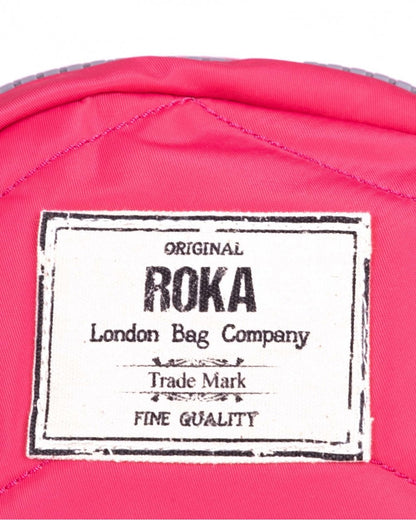 ORIGINAL
ROKA
London Bag Company
Trade Mark
FINE QUALITY